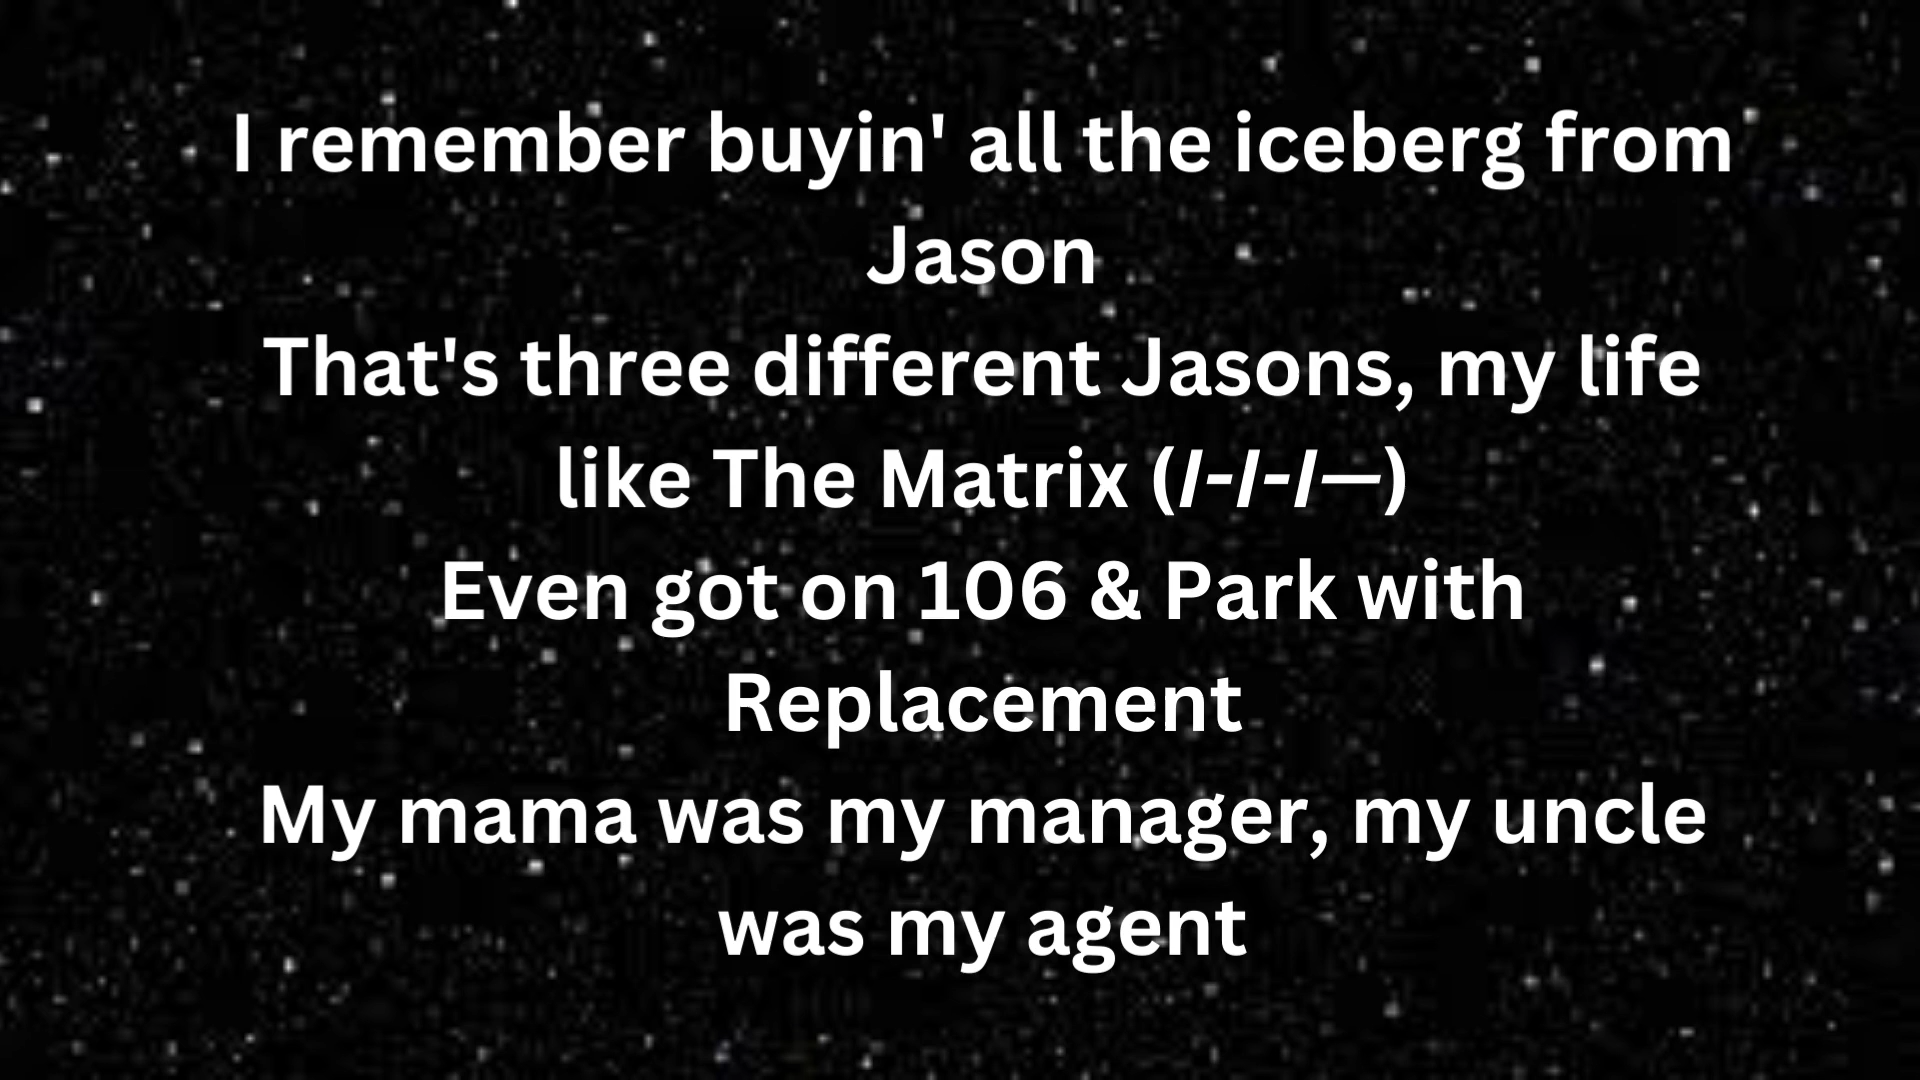 I remember buyin' all the iceberg from
Jason
That's three different Jasons, my life
like The Matrix (I-I-I—)
Even got on 106 & Park with
Replacement
My mama was my manager, my uncle
was my agent